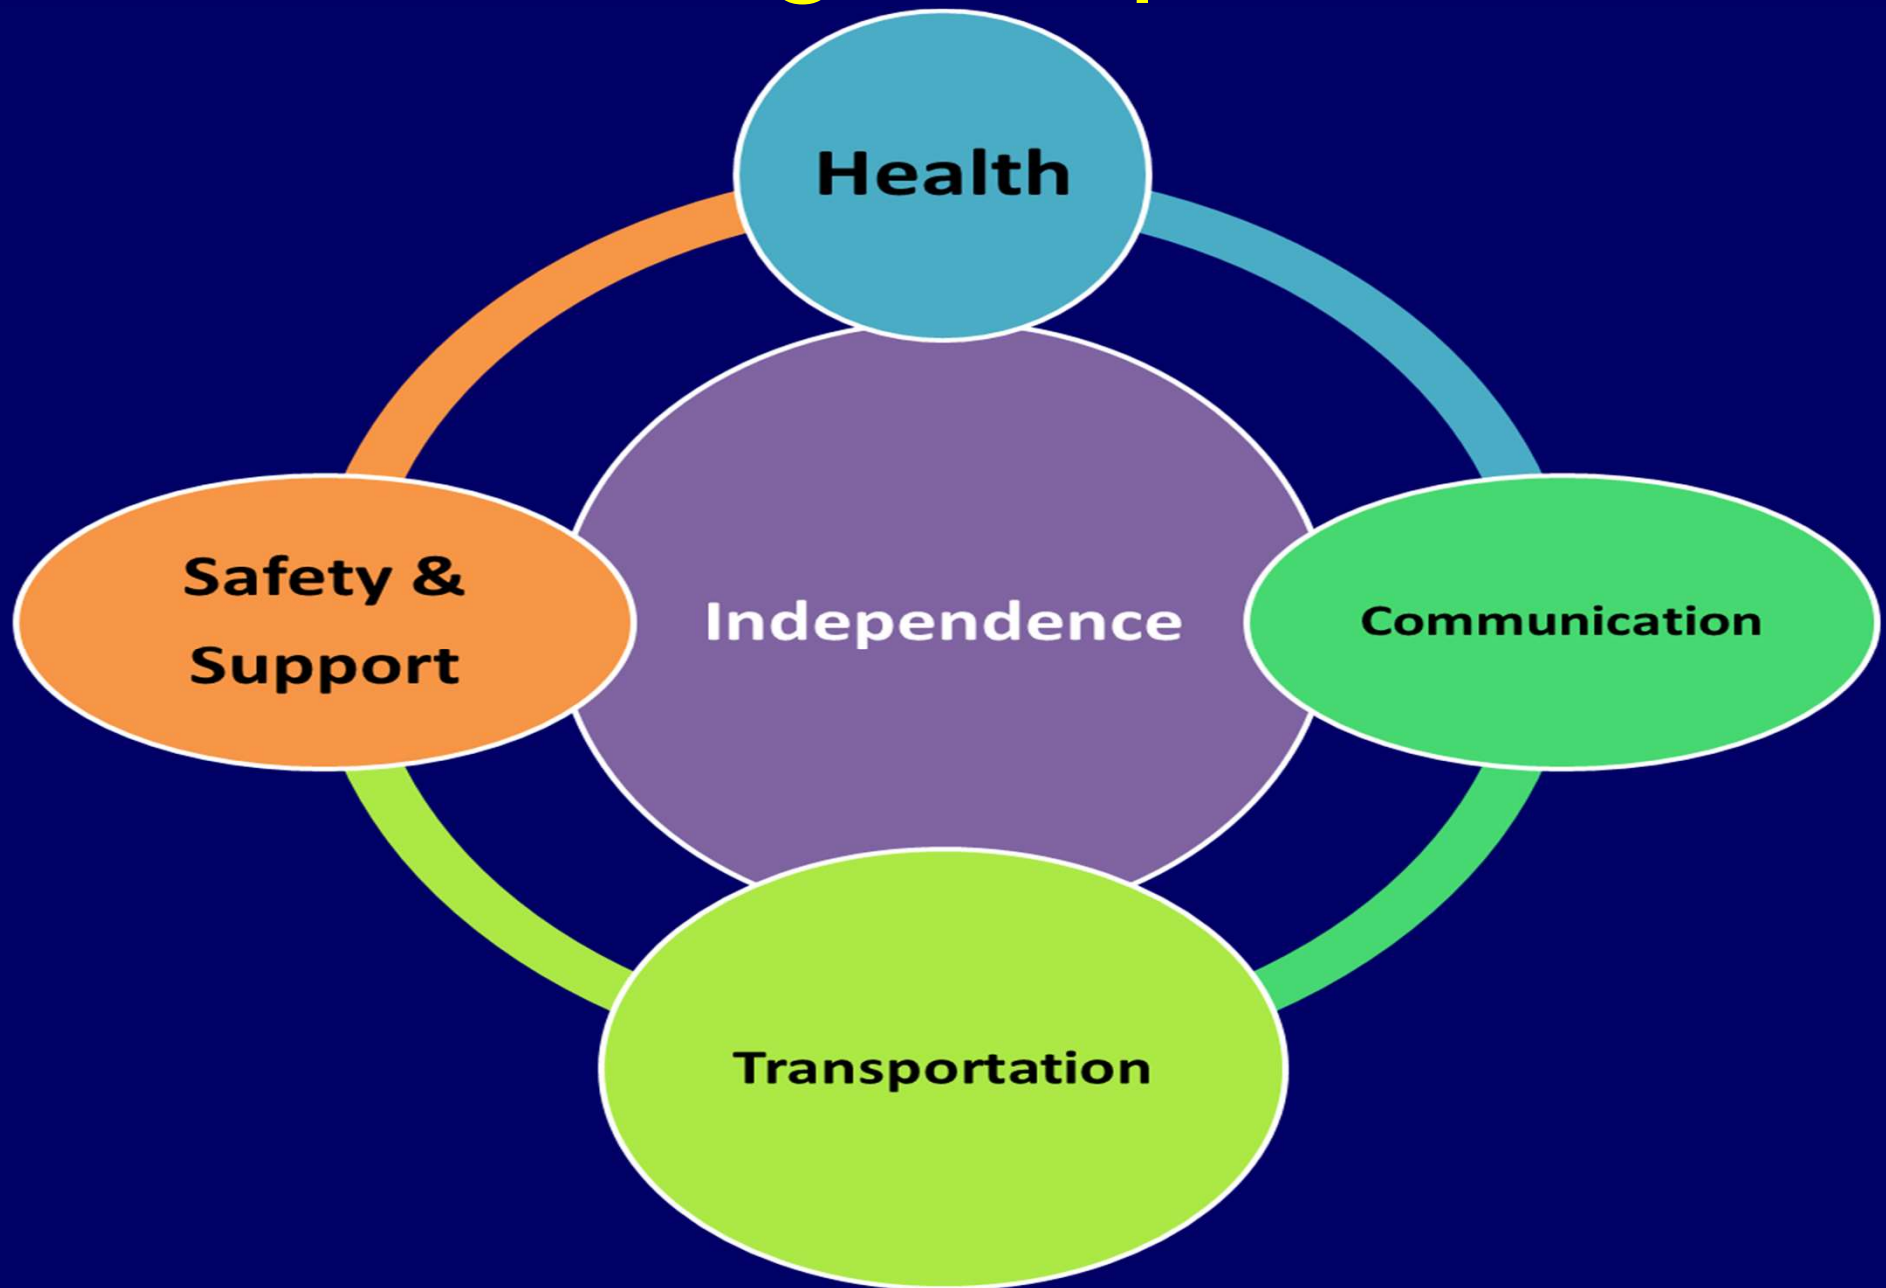 Health
Safety &
Support
Independence
Communication
Transportation